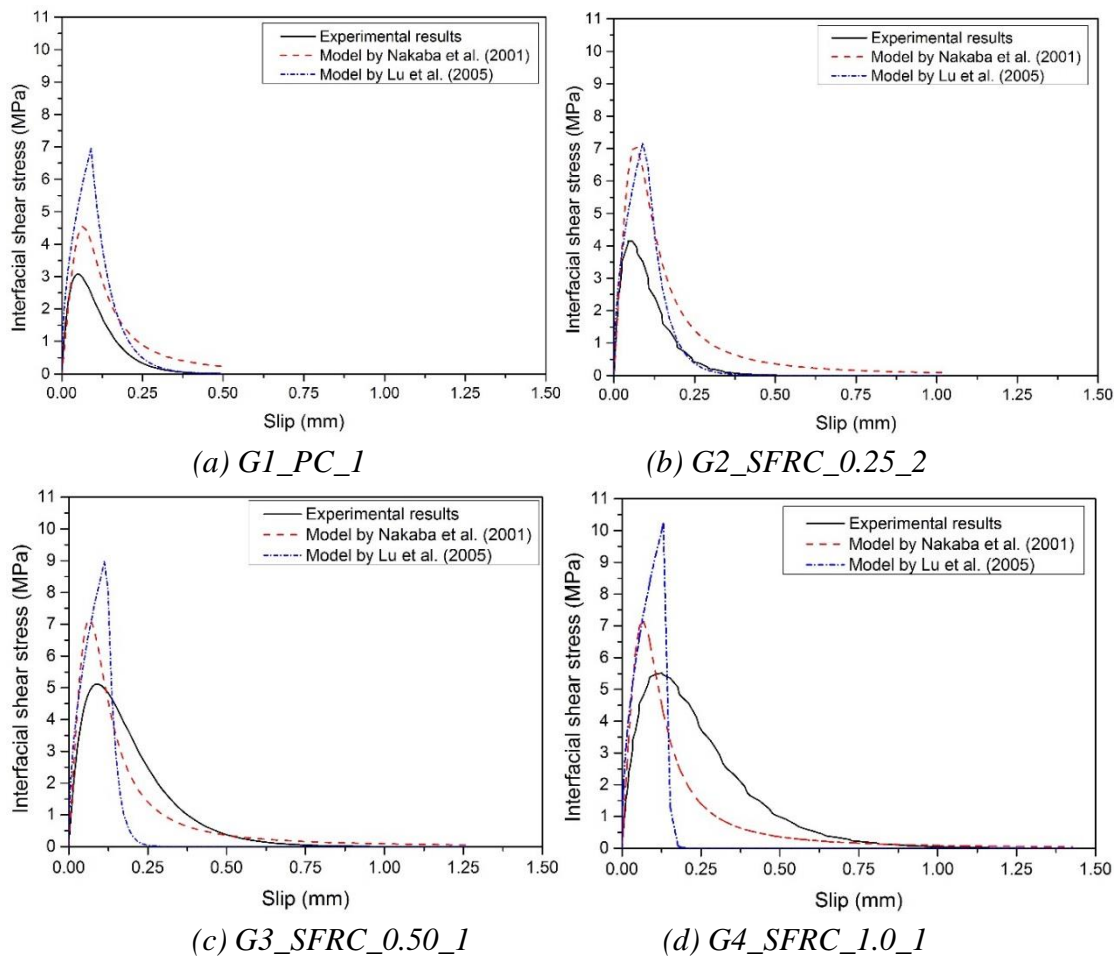 Experimental results
Model by Nakaba et al. (2001)
Model by Lu et al. (2005)
Interfacial shear stress (MPa)
11
10
9
8
7
6
5
4
3
2
1
0
0.00 0.25 0.50 0.75 1.00 1.25 1.50
Slip (mm)
(a) G1_PC_1
Experimental results
Model by Nakaba et al. (2001)
Model by Lu et al. (2005)
Interfacial shear stress (MPa)
11
10
9
8
7
6
5
4
3
2
1
0
0.00 0.25 0.50 0.75 1.00 1.25 1.50
Slip (mm)
(b) G2_SFRC_0.25_2
Experimental results
Model by Nakaba et al. (2001)
Model by Lu et al. (2005)
Interfacial shear stress (MPa)
11
10
9
8
7
6
5
4
3
2
1
0
0.00 0.25 0.50 0.75 1.00 1.25 1.50
Slip (mm)
(c) G3_SFRC_0.50_1
Experimental results
Model by Nakaba et al. (2001)
Model by Lu et al. (2005)
Interfacial shear stress (MPa)
11
10
9
8
7
6
5
4
3
2
1
0
0.00 0.25 0.50 0.75 1.00 1.25 1.50
Slip (mm)
(d) G4_SFRC_1.0_1